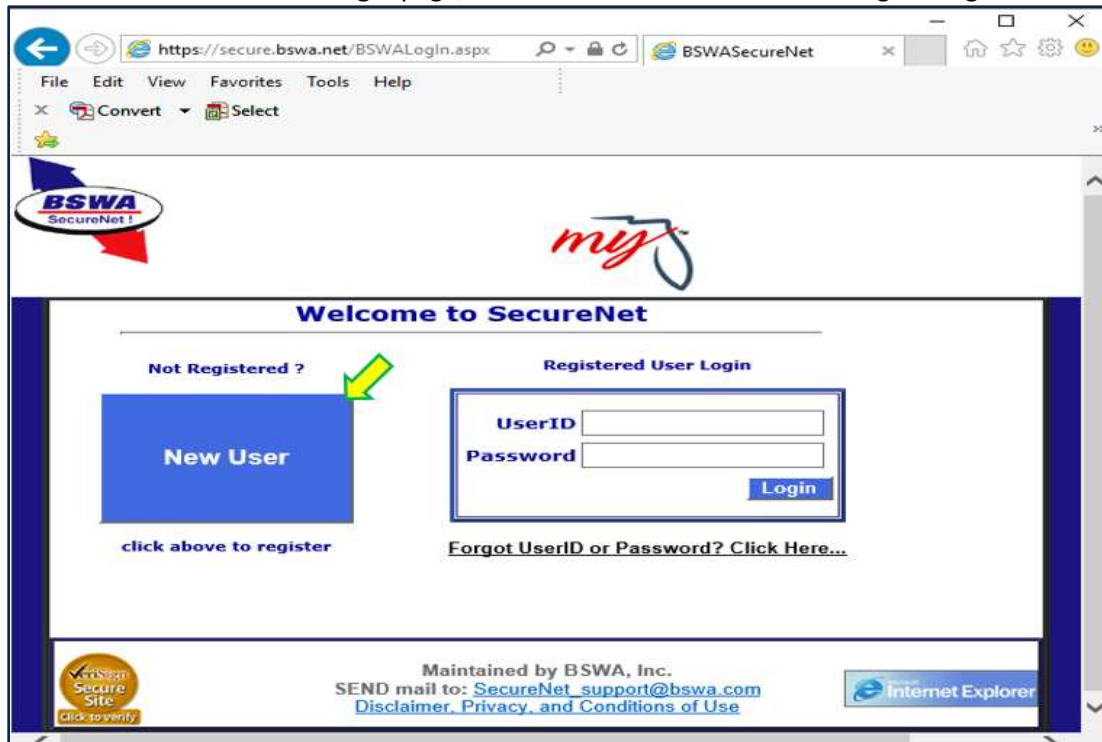 https://secure.bswa.net/BSWALogIn.aspx
BSWASecureNet
File Edit View Favorites Tools Help
Convert Select
BSWA
SecureNet !
my
Welcome to SecureNet
Not Registered ?
Registered User Login
New User
UserID
Password
Login
click above to register
Forgot UserID or Password? Click Here...
VeriSign
Secure
Site
Click to verify
Maintained by BSWA, Inc.
SEND mail to: SecureNet_support@bswa.com
Disclaimer, Privacy, and Conditions of Use
Internet Explorer